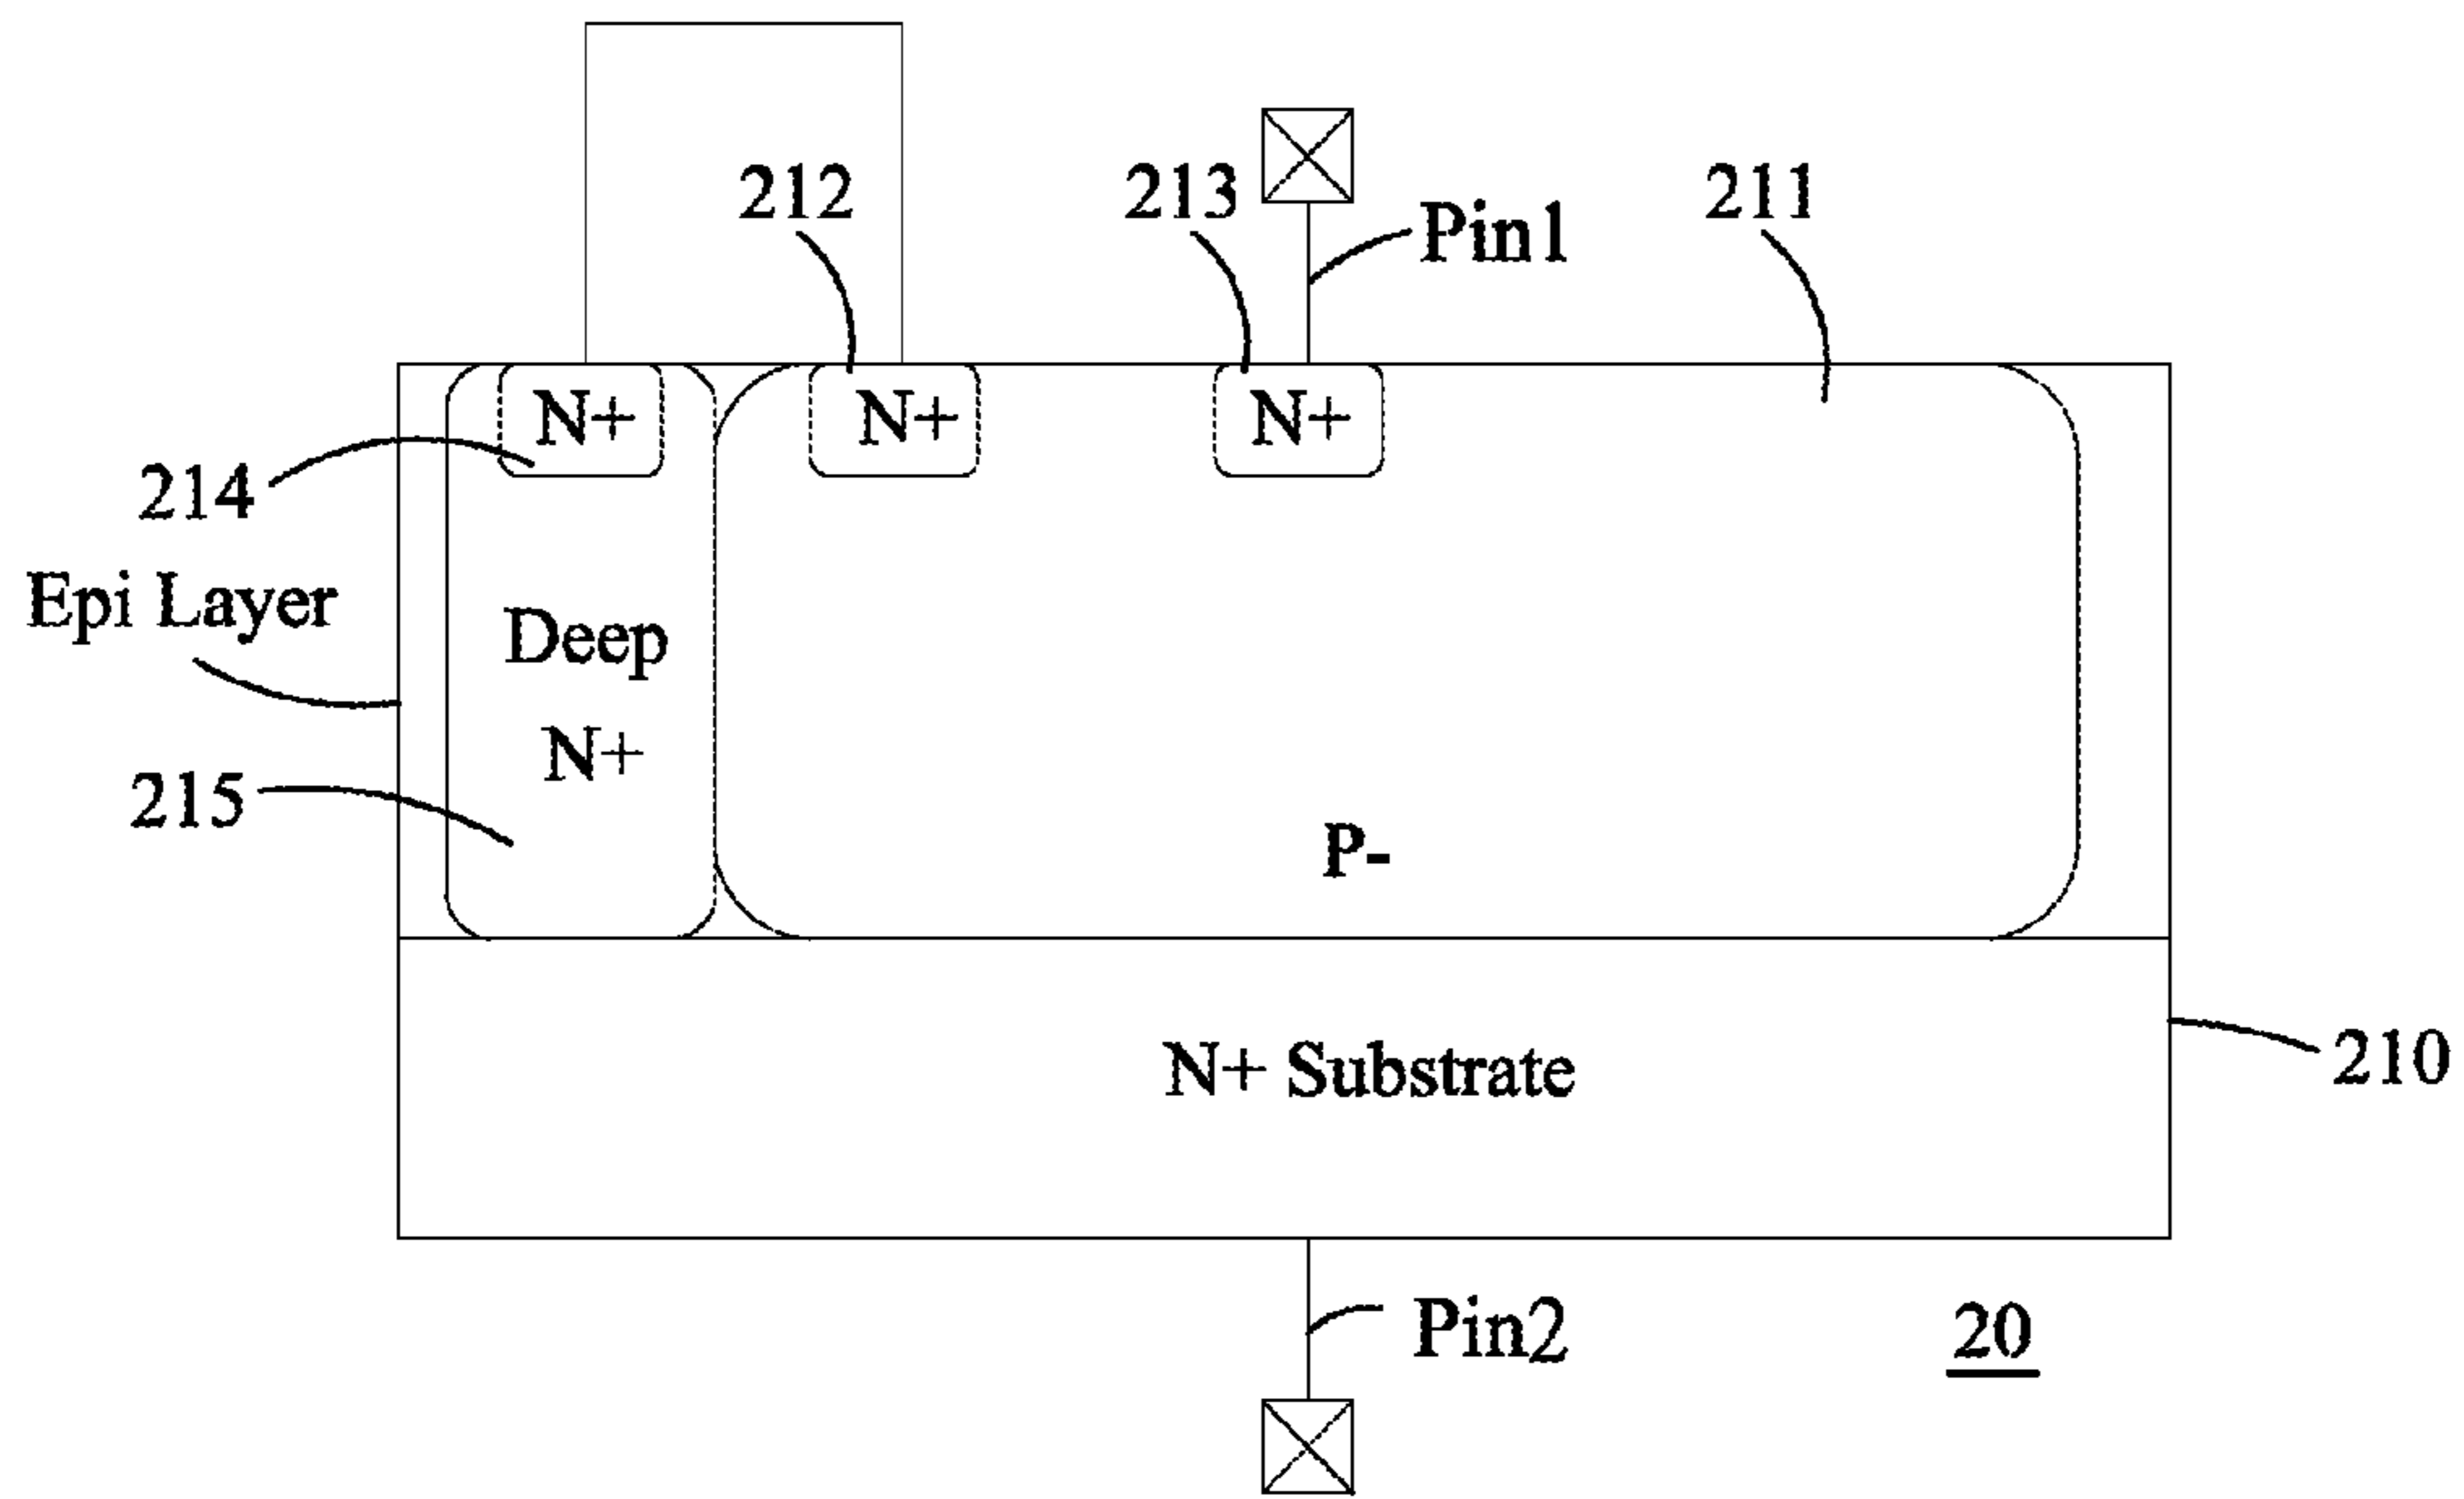 212
213
211
Pin1
N+
N+
N+
214
Epi Layer
Deep
N+
215
P-
N+ Substrate
210
Pin2
20